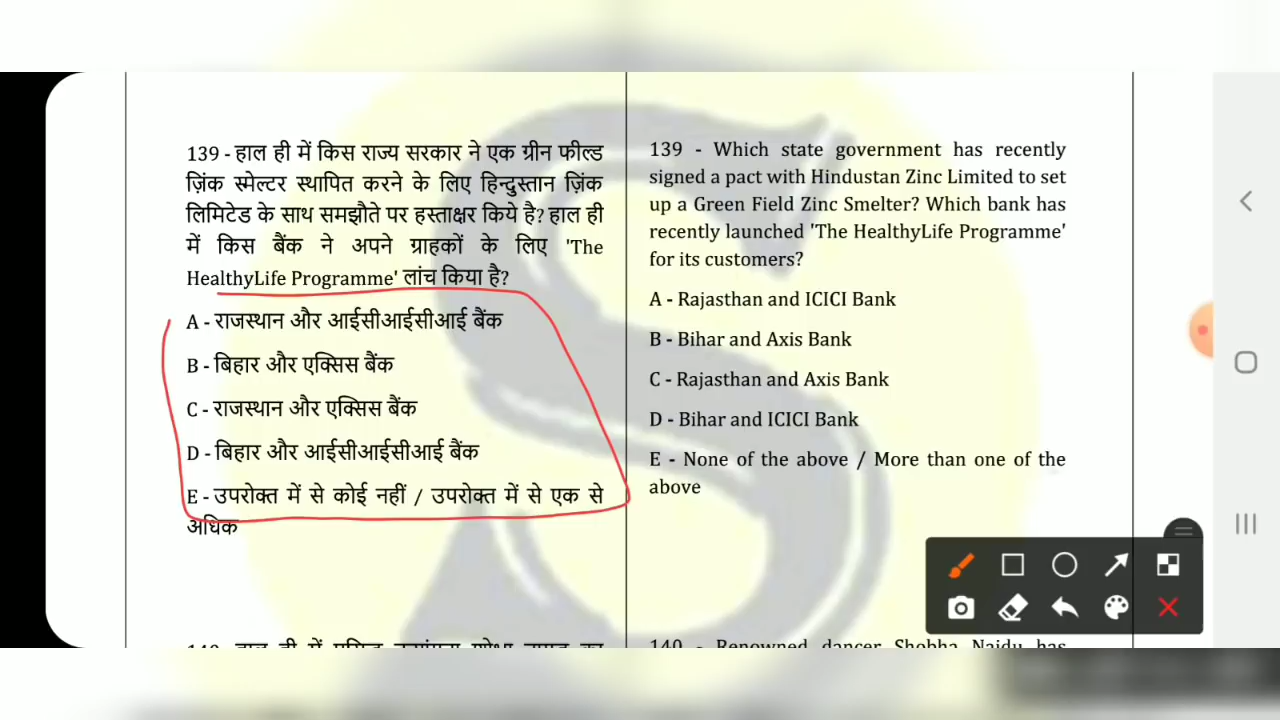 139 - हाल ही में किस राज्य सरकार ने एक ग्रीन फील्ड
ज़िंक स्मेल्टर स्थापित करने के लिए हिन्दुस्तान ज़िंक
लिमिटेड के साथ समझौते पर हस्ताक्षर किये है? हाल ही
में किस बैंक ने अपने ग्राहकों के लिए 'The
HealthyLife Programme' लांच किया है?
A - राजस्थान और आईसीआईसीआई बैंक
B - बिहार और एक्सिस बैंक
C - राजस्थान और एक्सिस बैंक
D - बिहार और आईसीआईसीआई बैंक
E - उपरोक्त में से कोई नहीं / उपरोक्त में से एक से
अधिक
139 - Which state government has recently
signed a pact with Hindustan Zinc Limited to set
up a Green Field Zinc Smelter? Which bank has
recently launched 'The HealthyLife Programme'
for its customers?
A - Rajasthan and ICICI Bank
B - Bihar and Axis Bank
C - Rajasthan and Axis Bank
D - Bihar and ICICI Bank
E - None of the above / More than one of the
above
140 - Renowned dancer Shobha Naidu has